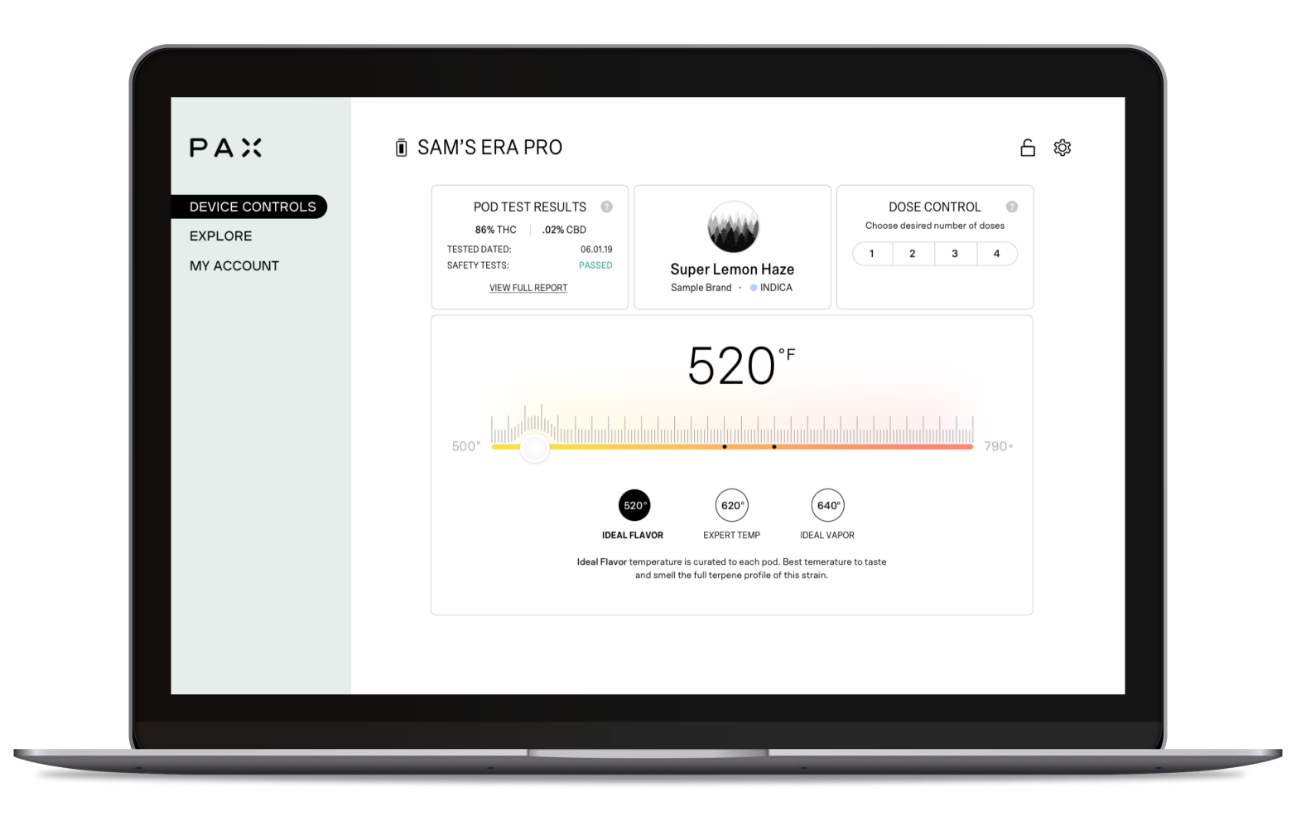 PAX
SAM'S ERA PRO
DEVICE CONTROLS
EXPLORE
MY ACCOUNT
POD TEST RESULTS ?
86% THC | .02% CBD
TESTED DATED: 06.01.19
SAFETY TESTS: PASSED
VIEW FULL REPORT
Super Lemon Haze
Sample Brand · INDICA
DOSE CONTROL ?
Choose desired number of doses
1 2 3 4
520°F
500° 790°
520° 620° 640°
IDEAL FLAVOR EXPERT TEMP IDEAL VAPOR
Ideal Flavor temperature is curated to each pod. Best temerature to taste
and smell the full terpene profile of this strain.